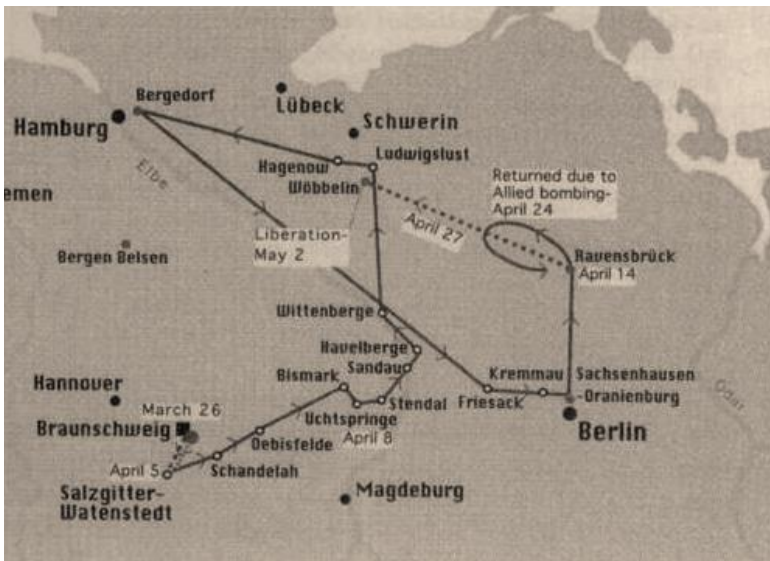 Bergedorf
Lübeck
Hamburg
Schwerin
Ludwigslust
Hagenow
Wöbbelin
Elbe
Returned due to
Allied bombing-
April 24
emen
April 27
Liberation-
May 2
Bergen Belsen
Ravensbrück
April 14
Wittenberge
Havelberge
Sandau
Kremmau
Sachsenhausen
-Oranienburg
Bismark
Hannover
Friesack
Stendal
Uchtspringe
April 8
March 26
Braunschweig
Berlin
Oebisfelde
April 5
Schandelah
Salzgitter-
Watenstedt
Magdeburg